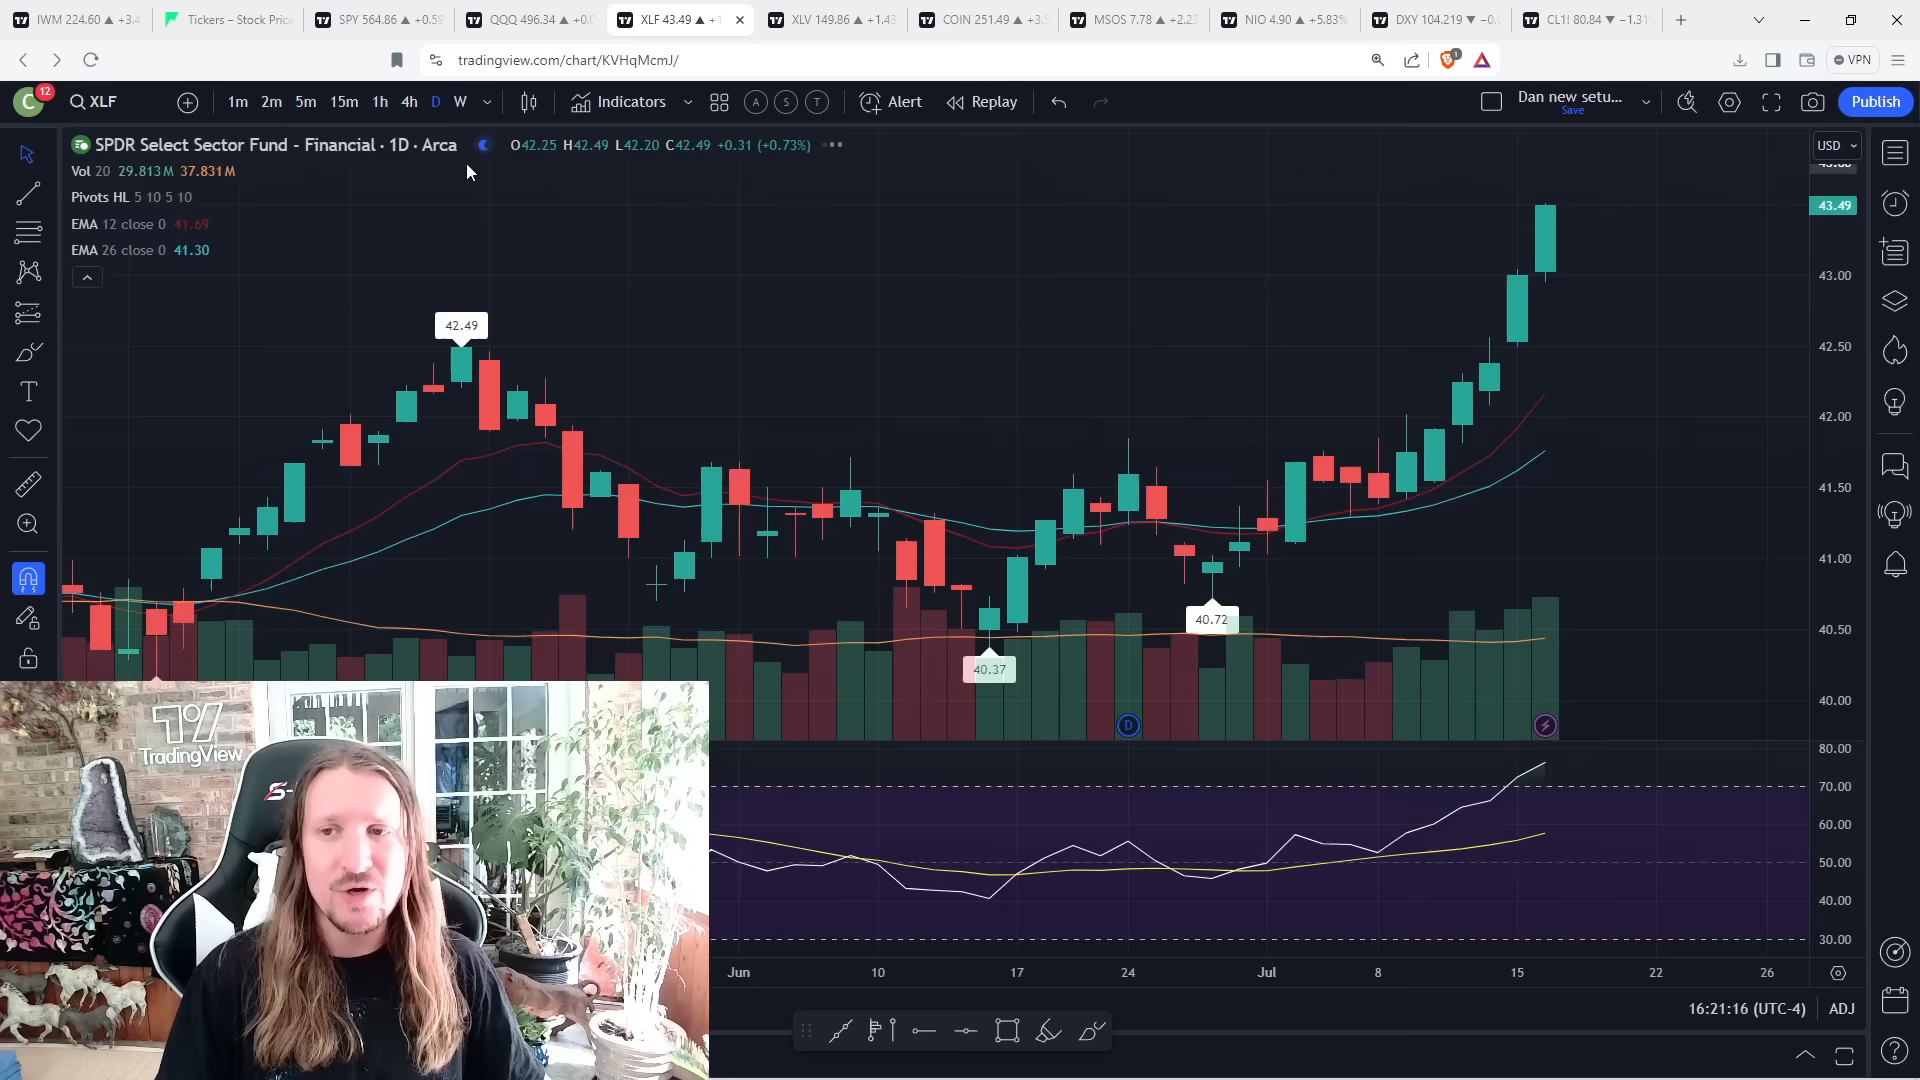 IWM 224.60 ▲ +3.4
Tickers – Stock Price
SPY 564.86 ▲ +0.59
QQQ 496.34 ▲ +0.0
XLF 43.49 ▲ +1
XLV 149.86 ▲ +1.43
COIN 251.49 ▲ +3.5
MSOS 7.78 ▲ +2.23
NIO 4.90 ▲ +5.83%
DXY 104.219 ▼ −0.0
CL1! 80.84 ▼ −1.31
tradingview.com/chart/KVHqMcmJ/
1
VPN
C
12
XLF
1m 2m 5m 15m 1h 4h D W
Indicators
A S T
Alert
Replay
Dan new setu...
Save
Publish
SPDR Select Sector Fund - Financial · 1D · Arca
O42.25 H42.49 L42.20 C42.49 +0.31 (+0.73%)
USD
Vol 20 29.813M 37.831M
Pivots HL 5 10 5 10
EMA 12 close 0 41.69
EMA 26 close 0 41.30
43.49
43.00
42.49
42.50
42.00
41.50
41.00
40.72
40.50
40.37
40.00
D
TradingView
80.00
70.00
60.00
50.00
40.00
30.00
Jun 10 17 24 Jul 8 15 22 26
16:21:16 (UTC-4) ADJ